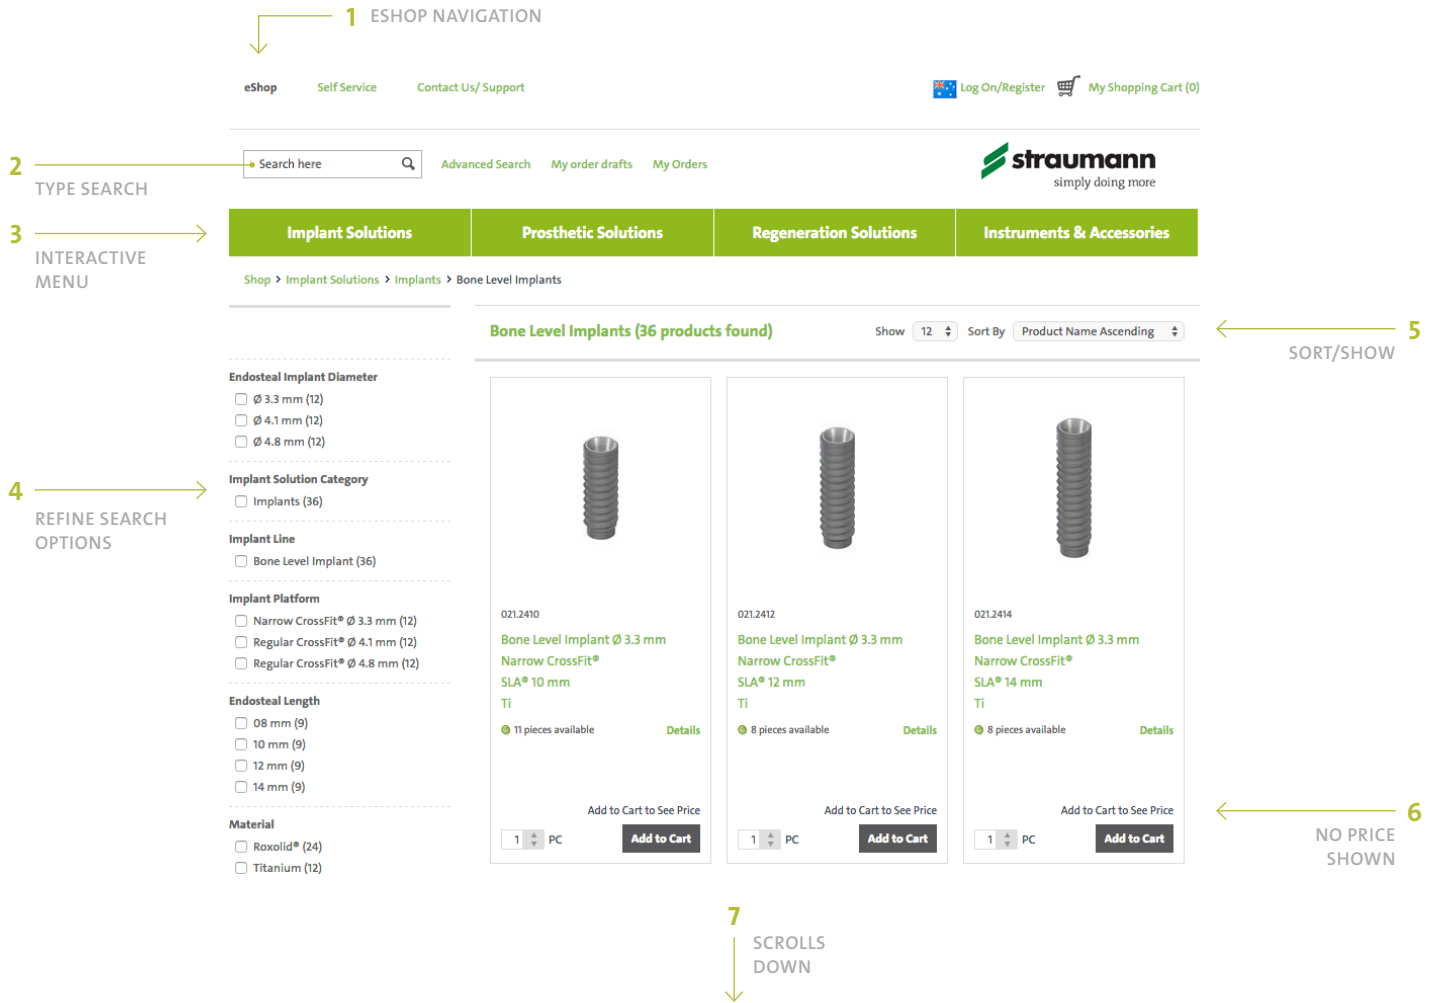 1 ESHOP NAVIGATION
eShop Self Service Contact Us/ Support Log On/Register My Shopping Cart (0)
2
TYPE SEARCH
Search here Advanced Search My order drafts My Orders
straumann
simply doing more
3
INTERACTIVE
MENU
Implant Solutions Prosthetic Solutions Regeneration Solutions Instruments & Accessories
Shop > Implant Solutions > Implants > Bone Level Implants
Bone Level Implants (36 products found) Show 12 Sort By Product Name Ascending
5
SORT/SHOW
Endosteal Implant Diameter
Ø 3.3 mm (12)
Ø 4.1 mm (12)
Ø 4.8 mm (12)
4
REFINE SEARCH
OPTIONS
Implant Solution Category
Implants (36)
Implant Line
Bone Level Implant (36)
Implant Platform
Narrow CrossFit® Ø 3.3 mm (12)
Regular CrossFit® Ø 4.1 mm (12)
Regular CrossFit® Ø 4.8 mm (12)
Endosteal Length
08 mm (9)
10 mm (9)
12 mm (9)
14 mm (9)
Material
Roxolid® (24)
Titanium (12)
021.2410
Bone Level Implant Ø 3.3 mm
Narrow CrossFit®
SLA® 10 mm
Ti
11 pieces available Details
Add to Cart to See Price
1 PC Add to Cart
021.2412
Bone Level Implant Ø 3.3 mm
Narrow CrossFit®
SLA® 12 mm
Ti
8 pieces available Details
Add to Cart to See Price
1 PC Add to Cart
021.2414
Bone Level Implant Ø 3.3 mm
Narrow CrossFit®
SLA® 14 mm
Ti
8 pieces available Details
Add to Cart to See Price
1 PC Add to Cart
6
NO PRICE
SHOWN
7
SCROLLS
DOWN